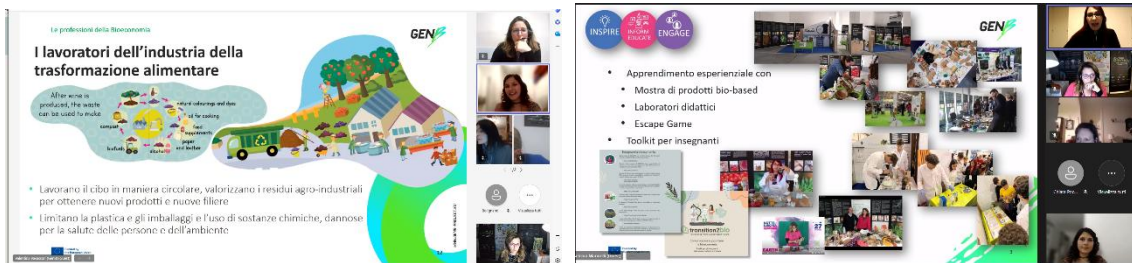 Le professioni della Bioeconomia
GENB
I lavoratori dell'industria della
trasformazione alimentare
After wine is
produced, the waste
can be used to make
natural colourings and dyes
oil for cooking
food
supplements
paper
and leather
alcohol
biofuels
compost
• Lavorano il cibo in maniera circolare, valorizzano i residui agro-industriali
per ottenere nuovi prodotti e nuove filiere
• Limitano la plastica e gli imballaggi e l'uso di sostanze chimiche, dannose
per la salute delle persone e dell'ambiente
INSPIRE
INFORM
EDUCATE
ENGAGE
GENB
• Apprendimento esperienziale con
• Mostra di prodotti bio-based
• Laboratori didattici
• Escape Game
• Toolkit per insegnanti
transition2BIO